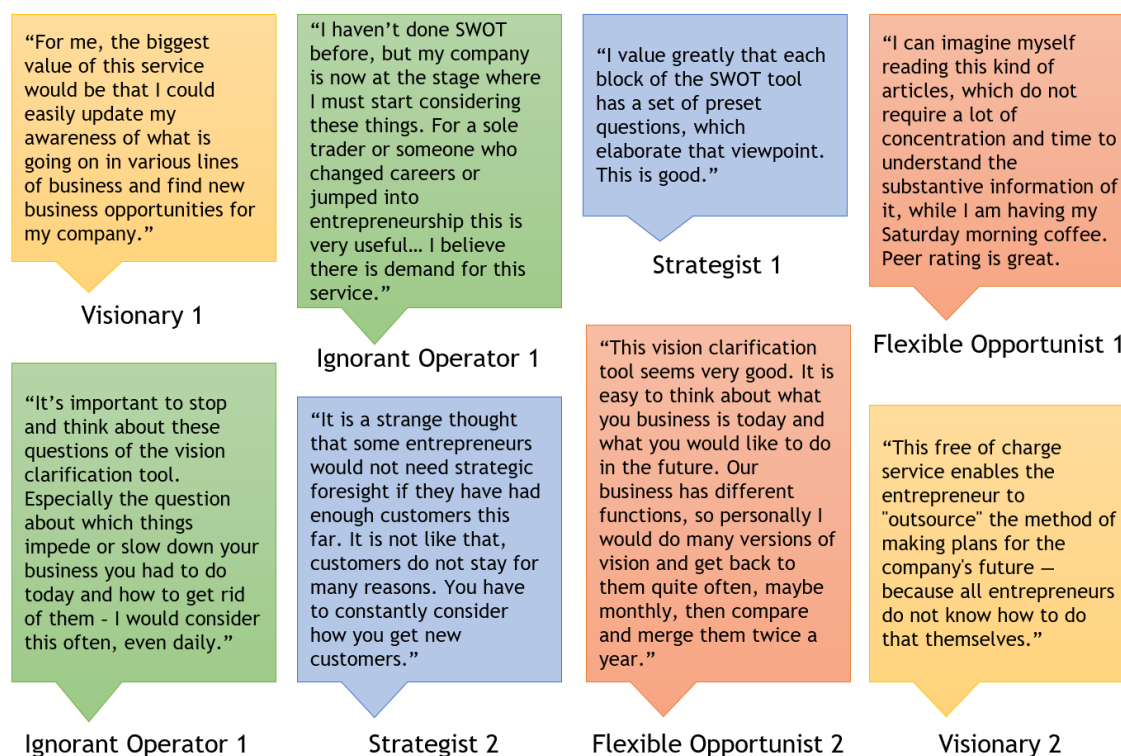 “For me, the biggest
value of this service
would be that I could
easily update my
awareness of what is
going on in various lines
of business and find new
business opportunities for
my company.”
Visionary 1
“I haven’t done SWOT
before, but my company
is now at the stage where
I must start considering
these things. For a sole
trader or someone who
changed careers or
jumped into
entrepreneurship this is
very useful… I believe
there is demand for this
service.”
Ignorant Operator 1
“I value greatly that each
block of the SWOT tool
has a set of preset
questions, which
elaborate that viewpoint.
This is good.”
Strategist 1
“I can imagine myself
reading this kind of
articles, which do not
require a lot of
concentration and time to
understand the
substantive information of
it, while I am having my
Saturday morning coffee.
Peer rating is great.
Flexible Opportunist 1
“It’s important to stop
and think about these
questions of the vision
clarification tool.
Especially the question
about which things
impede or slow down your
business you had to do
today and how to get rid
of them - I would consider
this often, even daily.”
Ignorant Operator 1
“It is a strange thought
that some entrepreneurs
would not need strategic
foresight if they have had
enough customers this
far. It is not like that,
customers do not stay for
many reasons. You have
to constantly consider
how you get new
customers.”
Strategist 2
“This vision clarification
tool seems very good. It is
easy to think about what
you business is today and
what you would like to do
in the future. Our
business has different
functions, so personally I
would do many versions of
vision and get back to
them quite often, maybe
monthly, then compare
and merge them twice a
year.”
Flexible Opportunist 2
“This free of charge
service enables the
entrepreneur to
"outsource" the method of
making plans for the
company's future —
because all entrepreneurs
do not know how to do
that themselves.”
Visionary 2